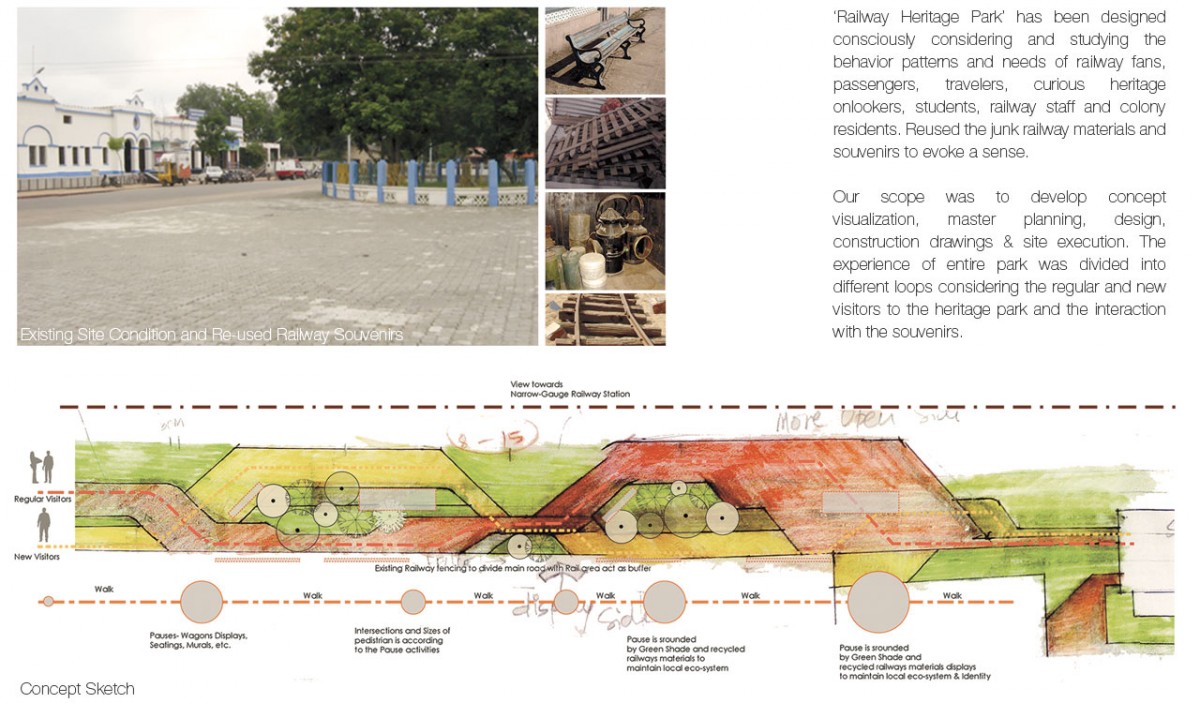 ‘Railway Heritage Park’ has been designed
consciously considering and studying the
behavior patterns and needs of railway fans,
passengers, travelers, curious heritage
onlookers, students, railway staff and colony
residents. Reused the junk railway materials and
souvenirs to evoke a sense.
Our scope was to develop concept
visualization, master planning, design,
construction drawings & site execution. The
experience of entire park was divided into
different loops considering the regular and new
visitors to the heritage park and the interaction
with the souvenirs.
Existing Site Condition and Re-used Railway Souvenirs
View towards
Narrow-Gauge Railway Station
More Open Side
8-15
Regular Visitors
New Visitors
Existing Railway fencing to divide main road with Rail area act as buffer
Walk
Walk
Walk
Walk
Walk
Walk
display side
Pauses- Wagons Displays,
Seatings, Murals, etc.
Intersections and Sizes of
pedistrian is according
to the Pause activities
Pause is srounded
by Green Shade and recycled
railways materials to
maintain local eco-system
Pause is srounded
by Green Shade and
recycled railways materials displays
to maintain local eco-system & Identity
Concept Sketch